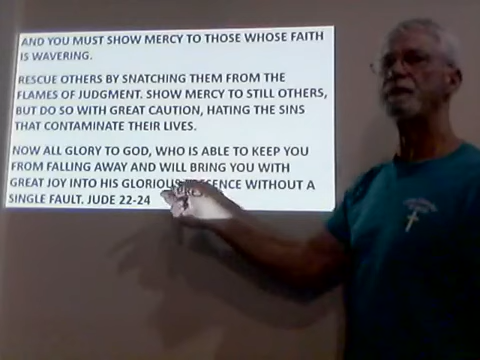 AND YOU MUST SHOW MERCY TO THOSE WHOSE FAITH
IS WAVERING.
RESCUE OTHERS BY SNATCHING THEM FROM THE
FLAMES OF JUDGMENT. SHOW MERCY TO STILL OTHERS,
BUT DO SO WITH GREAT CAUTION, HATING THE SINS
THAT CONTAMINATE THEIR LIVES.
NOW ALL GLORY TO GOD, WHO IS ABLE TO KEEP YOU
FROM FALLING AWAY AND WILL BRING YOU WITH
GREAT JOY INTO HIS GLORIOUS WITHOUT A
SINGLE FAULT. JUDE 22-24